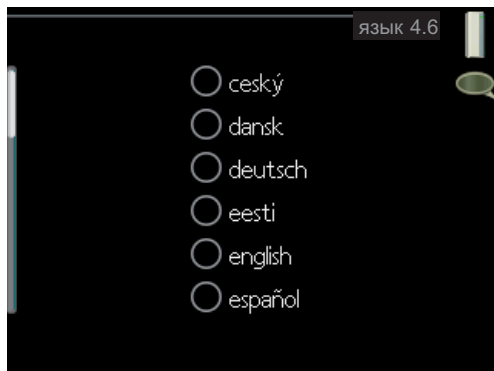 язык 4.6
ceský
dansk
deutsch
eesti
english
español